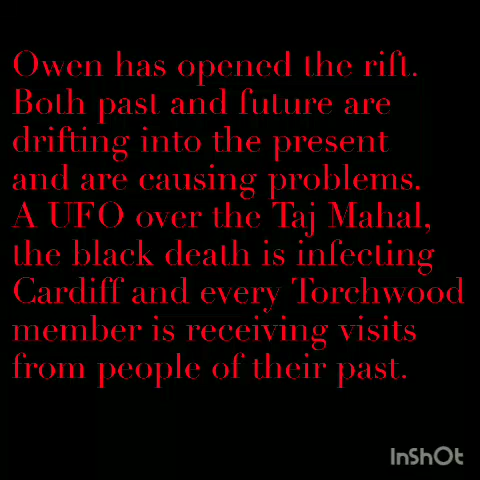 Owen has opened the rift.
Both past and future are
drifting into the present
and are causing problems.
A UFO over the Taj Mahal,
the black death is infecting
Cardiff and every Torchwood
member is receiving visits
from people of their past.
InShOt